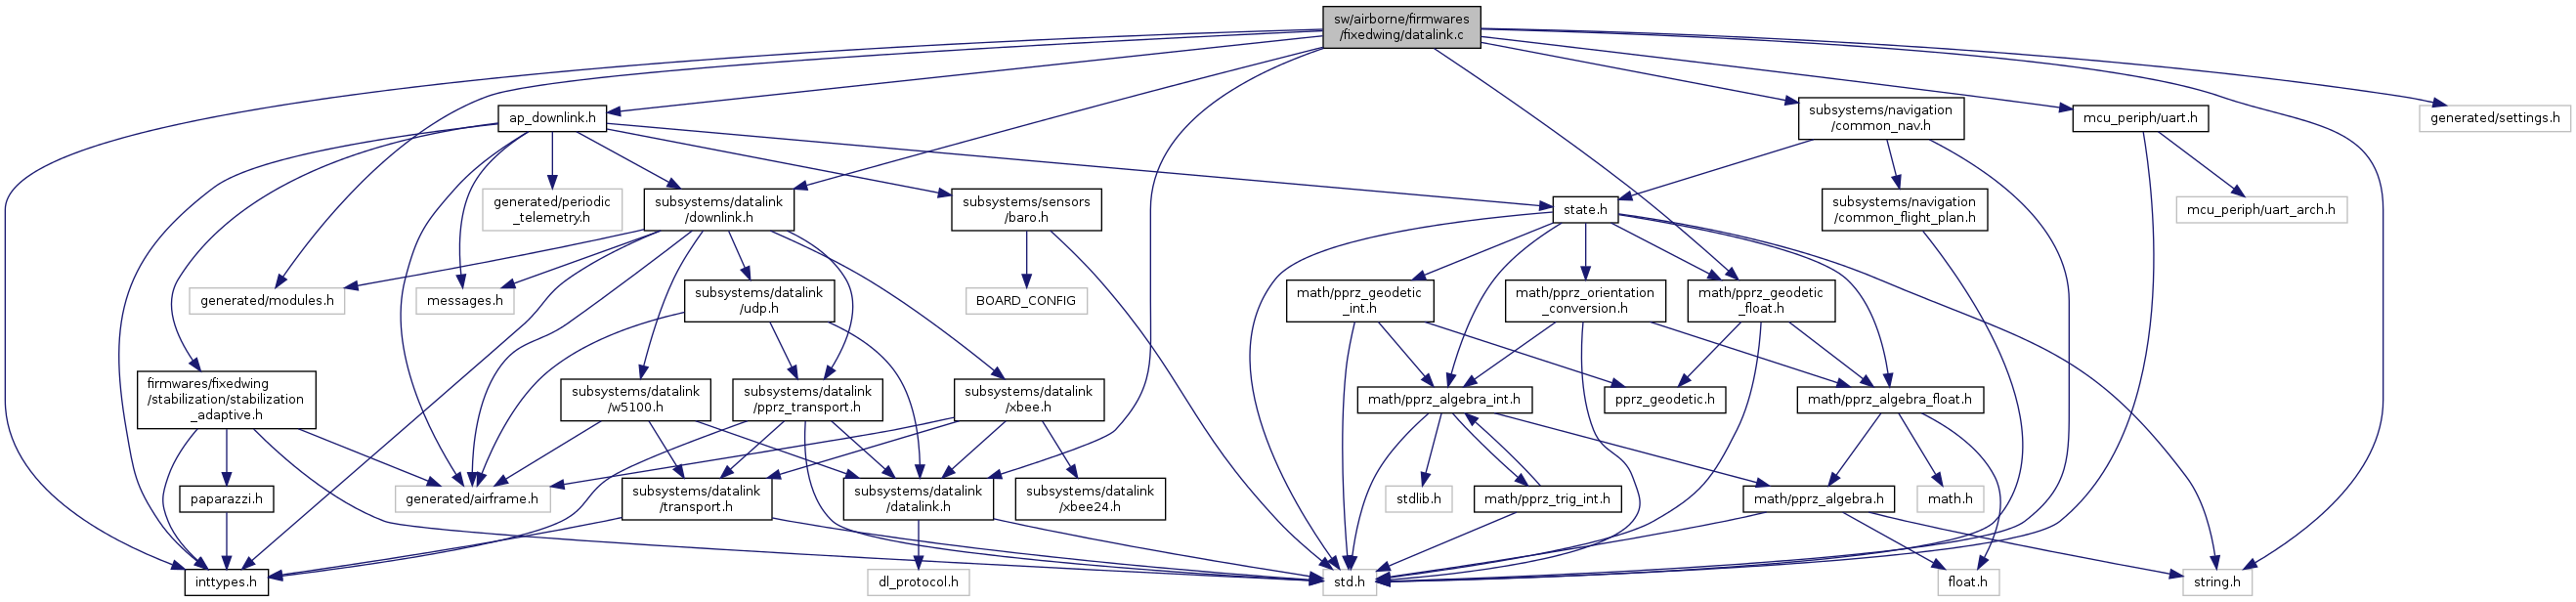 sw/airborne/firmwares
/fixedwing/datalink.c
ap_downlink.h
subsystems/navigation
/common_nav.h
mcu_periph/uart.h
generated/settings.h
generated/periodic
_telemetry.h
subsystems/datalink
/downlink.h
subsystems/sensors
/baro.h
state.h
subsystems/navigation
/common_flight_plan.h
mcu_periph/uart_arch.h
generated/modules.h
messages.h
subsystems/datalink
/udp.h
BOARD_CONFIG
math/pprz_geodetic
_int.h
math/pprz_orientation
_conversion.h
math/pprz_geodetic
_float.h
firmwares/fixedwing
/stabilization/stabilization
_adaptive.h
subsystems/datalink
/w5100.h
subsystems/datalink
/pprz_transport.h
subsystems/datalink
/xbee.h
math/pprz_algebra_int.h
pprz_geodetic.h
math/pprz_algebra_float.h
paparazzi.h
generated/airframe.h
subsystems/datalink
/transport.h
subsystems/datalink
/datalink.h
subsystems/datalink
/xbee24.h
stdlib.h
math/pprz_trig_int.h
math/pprz_algebra.h
math.h
inttypes.h
dl_protocol.h
std.h
float.h
string.h